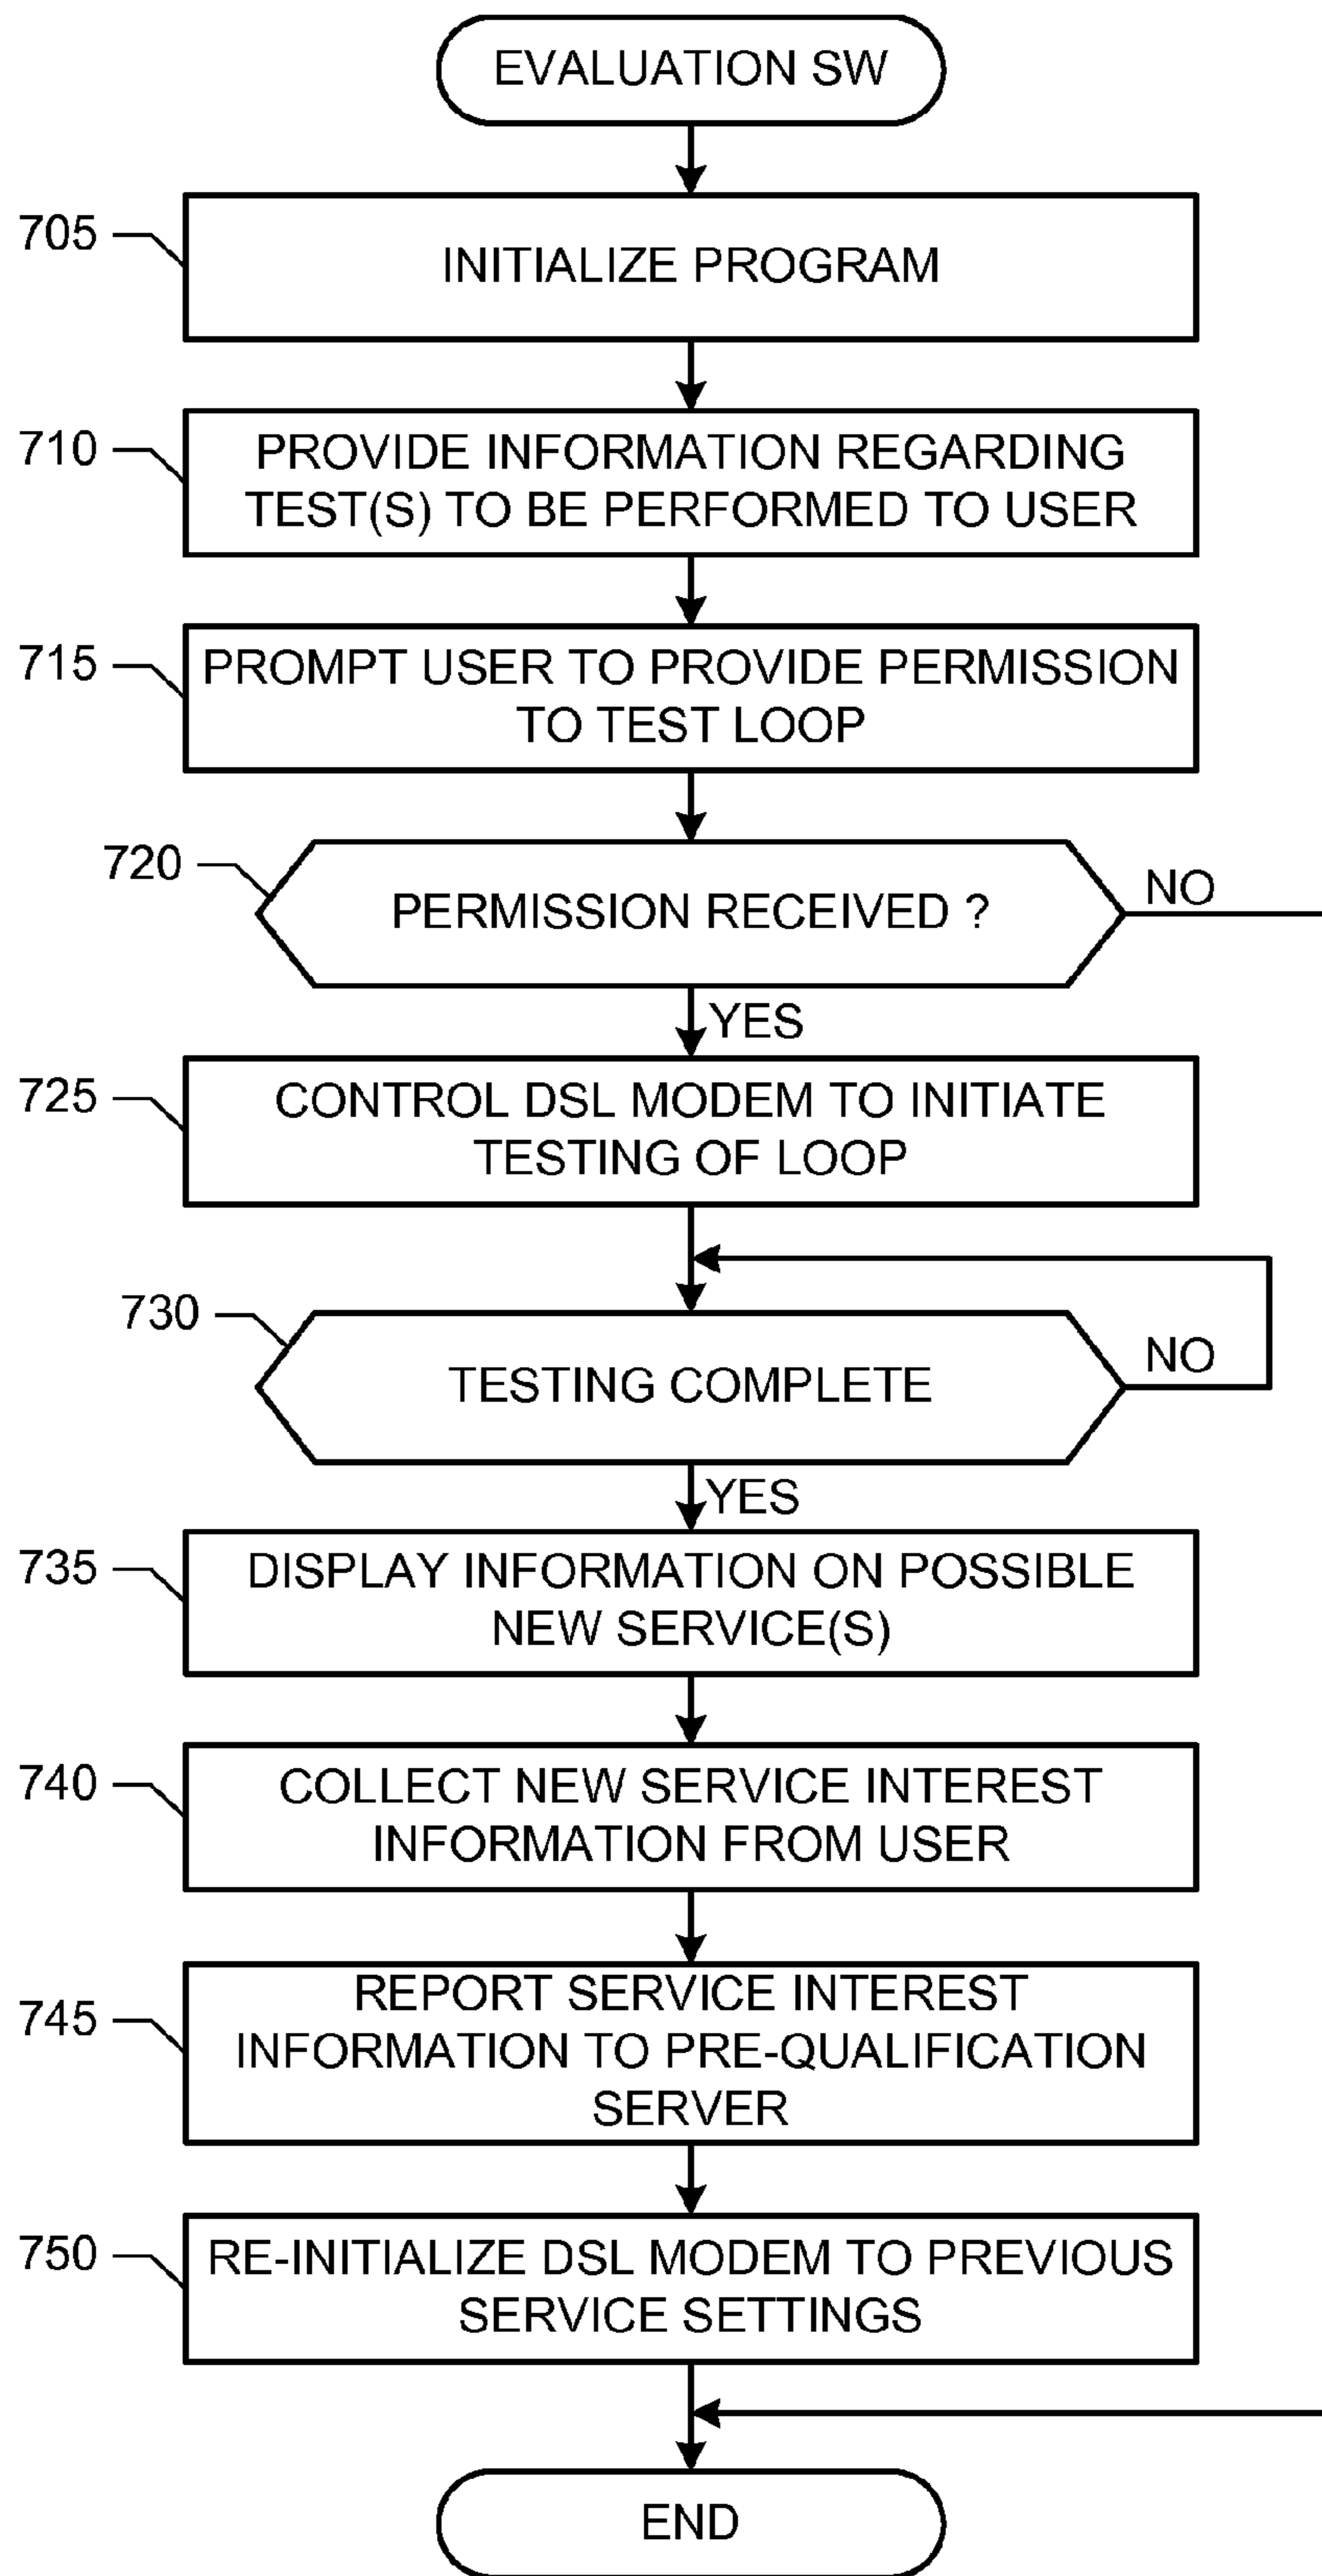 EVALUATION SW
705
INITIALIZE PROGRAM
710
PROVIDE INFORMATION REGARDING
TEST(S) TO BE PERFORMED TO USER
715
PROMPT USER TO PROVIDE PERMISSION
TO TEST LOOP
720
PERMISSION RECEIVED ?
NO
YES
725
CONTROL DSL MODEM TO INITIATE
TESTING OF LOOP
730
TESTING COMPLETE
NO
YES
735
DISPLAY INFORMATION ON POSSIBLE
NEW SERVICE(S)
740
COLLECT NEW SERVICE INTEREST
INFORMATION FROM USER
745
REPORT SERVICE INTEREST
INFORMATION TO PRE-QUALIFICATION
SERVER
750
RE-INITIALIZE DSL MODEM TO PREVIOUS
SERVICE SETTINGS
END